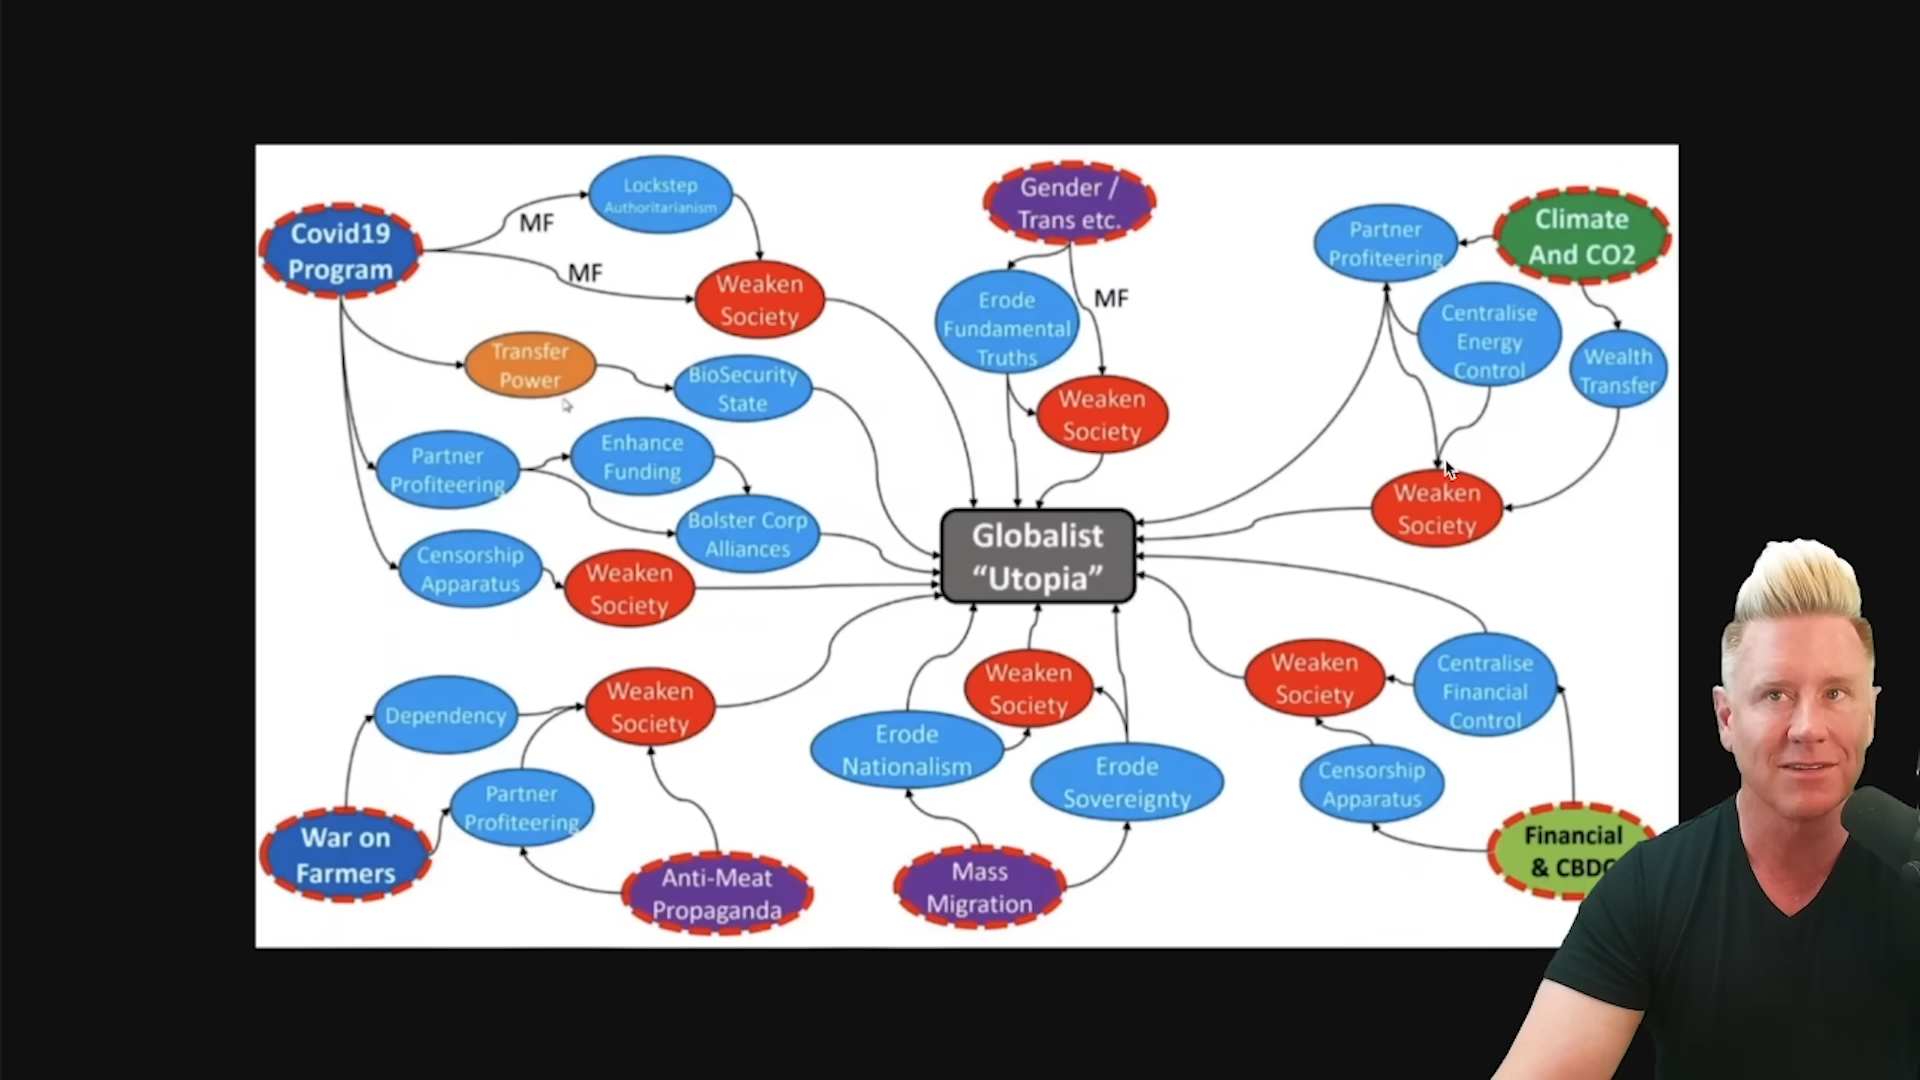 Covid19
Program
MF
MF
Lockstep
Authoritarianism
Weaken
Society
Transfer
Power
BioSecurity
State
Partner
Profiteering
Enhance
Funding
Bolster Corp
Alliances
Censorship
Apparatus
Weaken
Society
Gender /
Trans etc.
Erode
Fundamental
Truths
MF
Weaken
Society
Climate
And CO2
Partner
Profiteering
Centralise
Energy
Control
Wealth
Transfer
Weaken
Society
Globalist
“Utopia”
Dependency
Weaken
Society
Partner
Profiteering
War on
Farmers
Anti-Meat
Propaganda
Weaken
Society
Erode
Nationalism
Erode
Sovereignty
Mass
Migration
Weaken
Society
Centralise
Financial
Control
Censorship
Apparatus
Financial
& CBDC